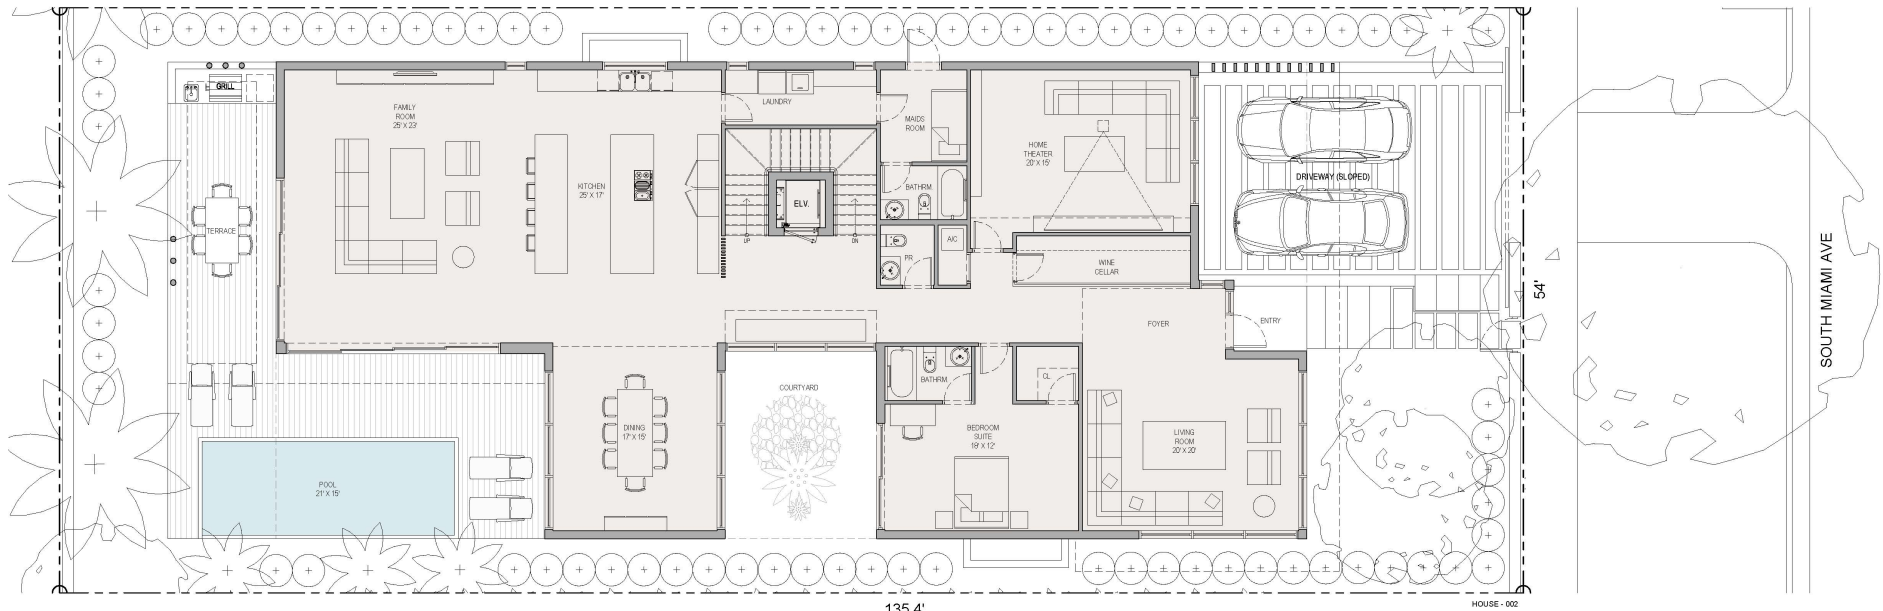 GRILL
FAMILY
ROOM
25' X 23'
KITCHEN
25' X 17'
LAUNDRY
MAIDS
ROOM
HOME
THEATER
20' X 15'
DRIVEWAY (SLOPED)
TERRACE
ELV.
UP
DN
BATHRM.
PR
A/C
WINE
CELLAR
FOYER
ENTRY
54'
SOUTH MIAMI AVE
COURTYARD
BATHRM.
CL
DINING
17' X 15'
BEDROOM
SUITE
18' X 12'
LIVING
ROOM
20' X 20'
POOL
21' X 15'
135.4'
HOUSE - 002